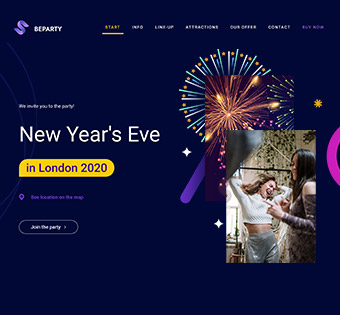 BEPARTY
START INFO LINE-UP ATTRACTIONS OUR OFFER CONTACT BUY NOW
We invite you to the party!
New Year's Eve
in London 2020
See location on the map
Join the party >